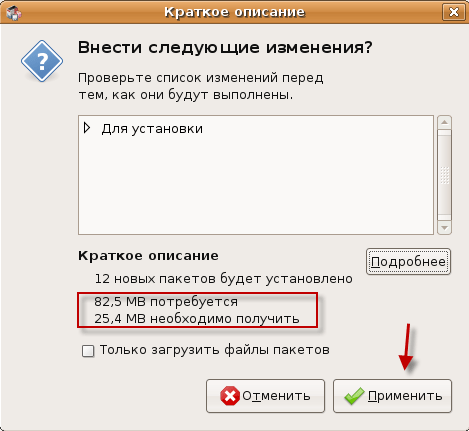 Краткое описание
Внести следующие изменения?
Проверьте список изменений перед
тем, как они будут выполнены.
Для установки
Краткое описание
Подробнее
12 новых пакетов будет установлено
82,5 MB потребуется
25,4 MB необходимо получить
Только загрузить файлы пакетов
Отменить
Применить